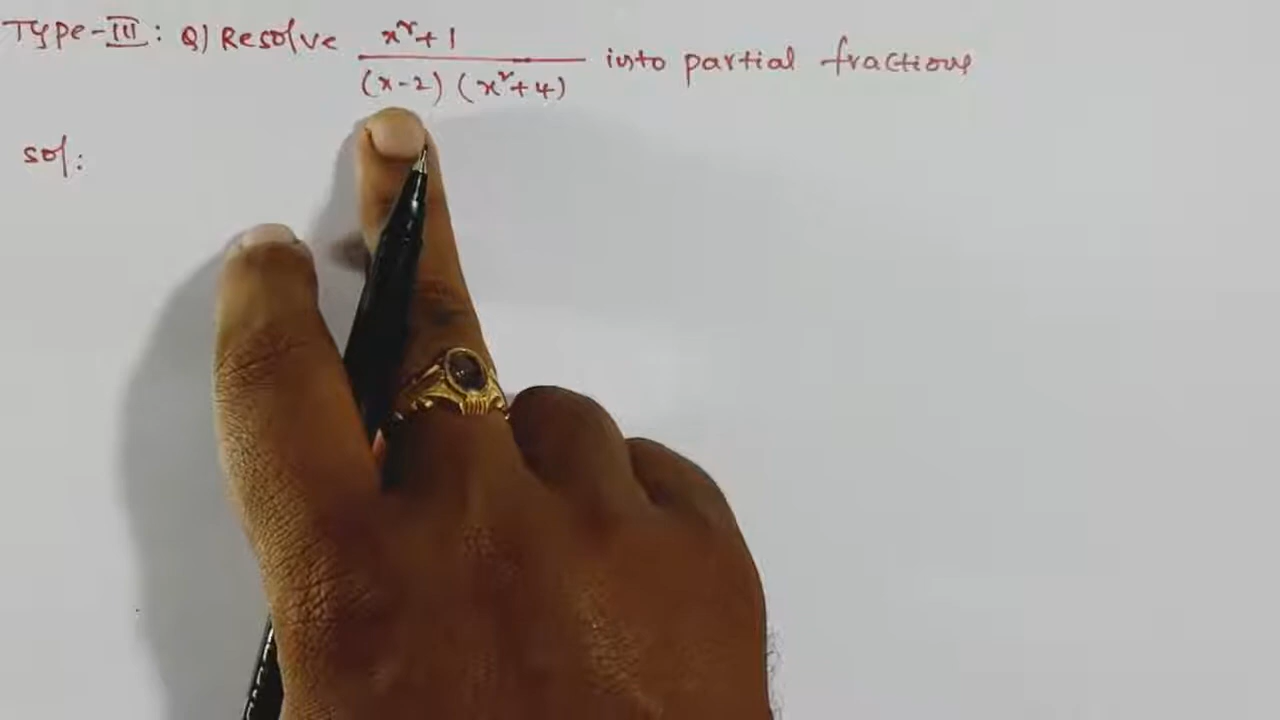 Type-III: Q) Resolve x²+1 / (x-2) (x²+4) into partial fractions
sol: